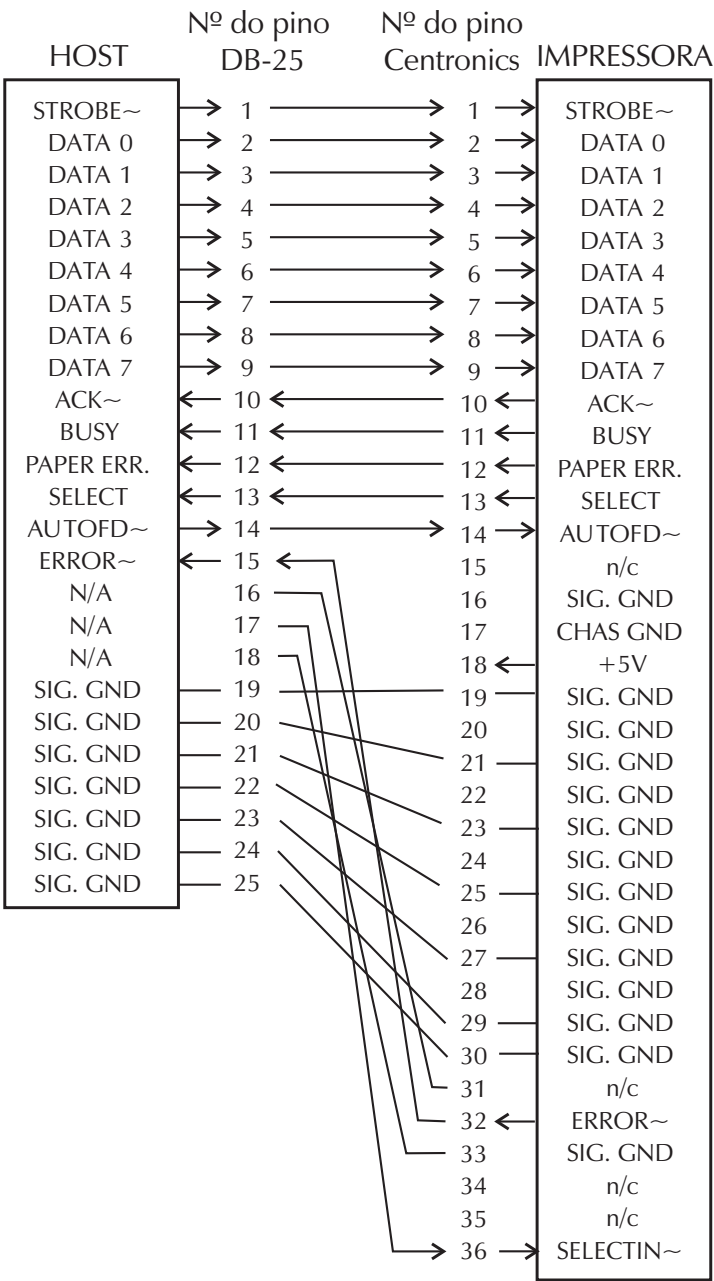 HOST Nº do pino DB-25 Nº do pino Centronics IMPRESSORA
STROBE~ 1 1 STROBE~
DATA 0 2 2 DATA 0
DATA 1 3 3 DATA 1
DATA 2 4 4 DATA 2
DATA 3 5 5 DATA 3
DATA 4 6 6 DATA 4
DATA 5 7 7 DATA 5
DATA 6 8 8 DATA 6
DATA 7 9 9 DATA 7
ACK~ 10 10 ACK~
BUSY 11 11 BUSY
PAPER ERR. 12 12 PAPER ERR.
SELECT 13 13 SELECT
AUTOFD~ 14 14 AUTOFD~
ERROR~ 15 15 n/c
N/A 16 16 SIG. GND
N/A 17 17 CHAS GND
N/A 18 18 +5V
SIG. GND 19 19 SIG. GND
SIG. GND 20 20 SIG. GND
SIG. GND 21 21 SIG. GND
SIG. GND 22 22 SIG. GND
SIG. GND 23 23 SIG. GND
SIG. GND 24 24 SIG. GND
SIG. GND 25 25 SIG. GND
26 SIG. GND
27 SIG. GND
28 SIG. GND
29 SIG. GND
30 SIG. GND
31 n/c
32 ERROR~
33 SIG. GND
34 n/c
35 n/c
36 SELECTIN~